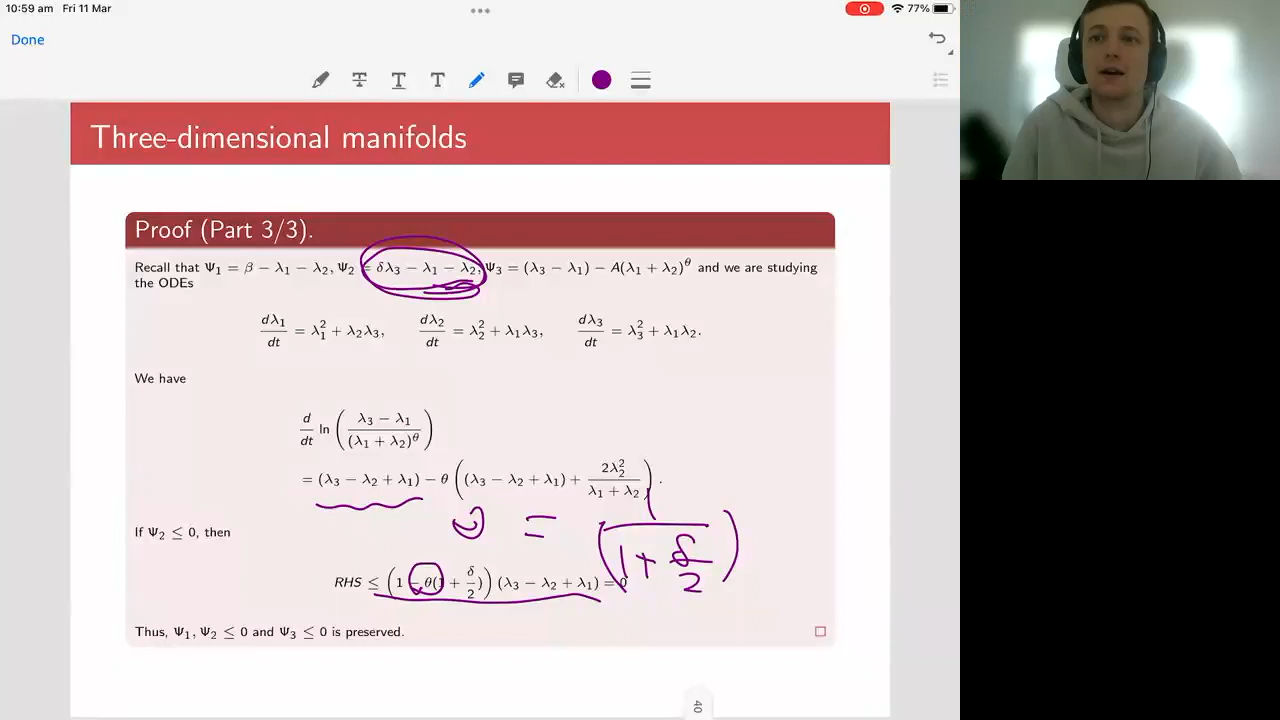 10:59 am Fri 11 Mar 77%
Done
Three-dimensional manifolds
Proof (Part 3/3).
Recall that Ψ₁ = β − λ₁ − λ₂, Ψ₂ = δλ₃ − λ₁ − λ₂, Ψ₃ = (λ₃ − λ₁) − A(λ₁ + λ₂)^θ and we are studying
the ODEs
dλ₁/dt = λ₁² + λ₂λ₃, dλ₂/dt = λ₂² + λ₁λ₃, dλ₃/dt = λ₃² + λ₁λ₂.
We have
d/dt ln ( (λ₃ − λ₁)/(λ₁ + λ₂)^θ )
= (λ₃ − λ₂ + λ₁) − θ ( (λ₃ − λ₂ + λ₁) + 2λ₂²/(λ₁ + λ₂) ).
θ = 1/(1 + δ/2)
If Ψ₂ ≤ 0, then
RHS ≤ ( 1 − θ(1 + δ/2) ) (λ₃ − λ₂ + λ₁) = 0
Thus, Ψ₁, Ψ₂ ≤ 0 and Ψ₃ ≤ 0 is preserved.
40